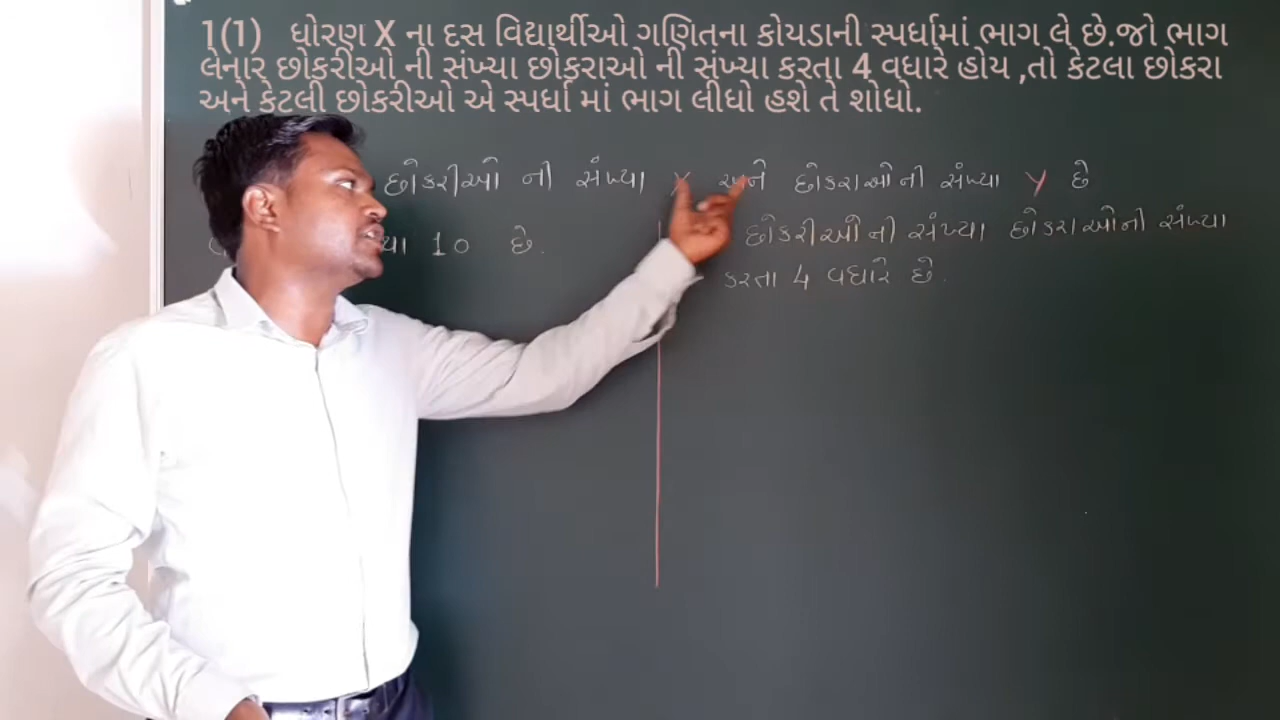 1(1) ધોરણ X ના દસ વિદ્યાર્થીઓ ગણિતના કોયડાની સ્પર્ધામાં ભાગ લે છે.જો ભાગ
લેનાર છોકરીઓ ની સંખ્યા છોકરાઓ ની સંખ્યા કરતા 4 વધારે હોય ,તો કેટલા છોકરા
અને કેટલી છોકરીઓ એ સ્પર્ધા માં ભાગ લીધો હશે તે શોધો.
છોકરીઓ ની સંખ્યા X અને છોકરાઓની સંખ્યા Y છે
10 છે.
છોકરીઓની સંખ્યા છોકરાઓની સંખ્યા
કરતા 4 વધારે છે.